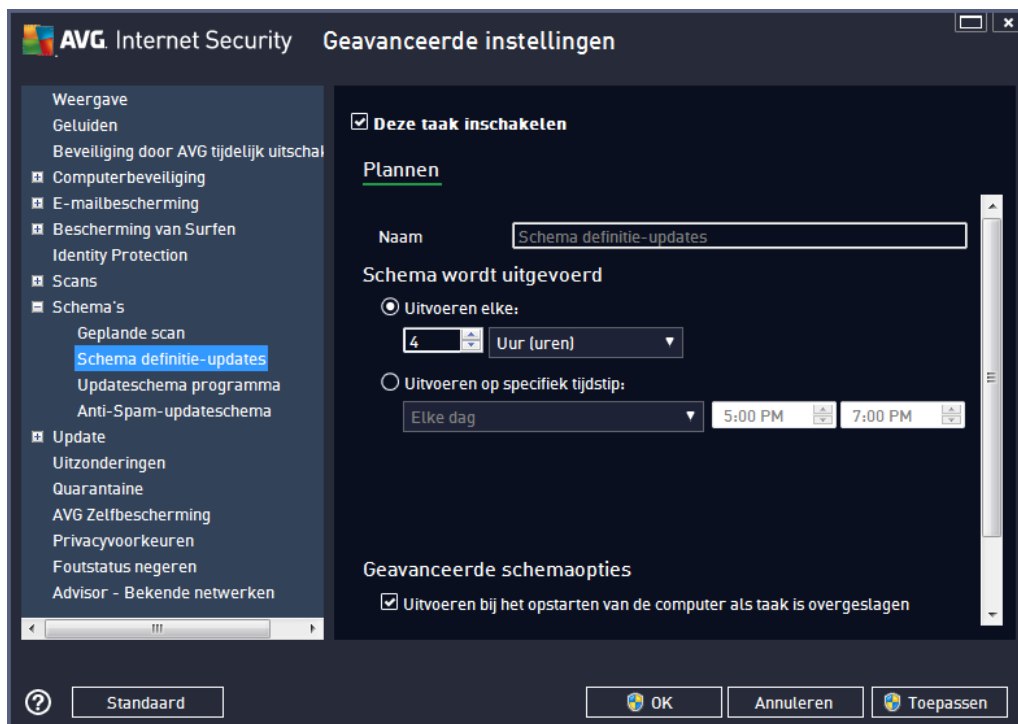 AVG. Internet Security Geavanceerde instellingen
Weergave
Geluiden
Beveiliging door AVG tijdelijk uitschak
Computerbeveiliging
E-mailbescherming
Bescherming van Surfen
Identity Protection
Scans
Schema's
Geplande scan
Schema definitie-updates
Updateschema programma
Anti-Spam-updateschema
Update
Uitzonderingen
Quarantaine
AVG Zelfbescherming
Privacyvoorkeuren
Foutstatus negeren
Advisor - Bekende netwerken
Deze taak inschakelen
Plannen
Naam Schema definitie-updates
Schema wordt uitgevoerd
Uitvoeren elke:
4 Uur (uren)
Uitvoeren op specifiek tijdstip:
Elke dag 5:00 PM 7:00 PM
Geavanceerde schemaopties
Uitvoeren bij het opstarten van de computer als taak is overgeslagen
? Standaard OK Annuleren Toepassen